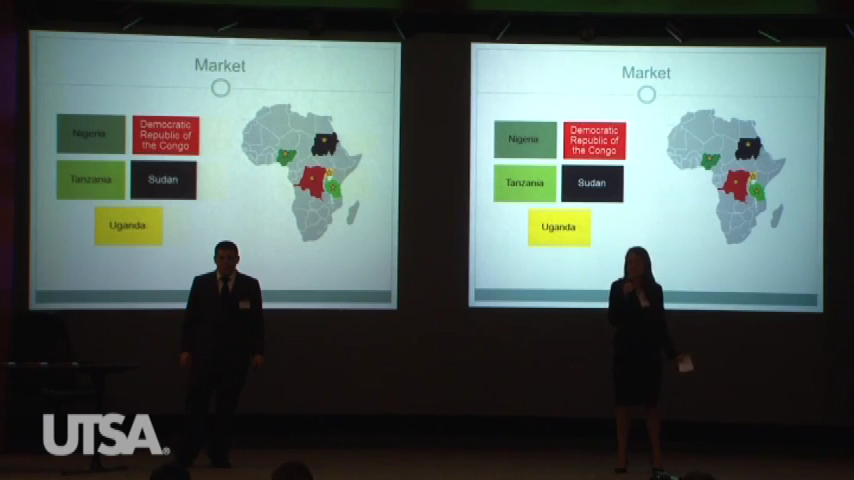 Market
Nigeria
Democratic
Republic of
the Congo
Tanzania
Sudan
Uganda
Market
Nigeria
Democratic
Republic of
the Congo
Tanzania
Sudan
Uganda
UTSA®